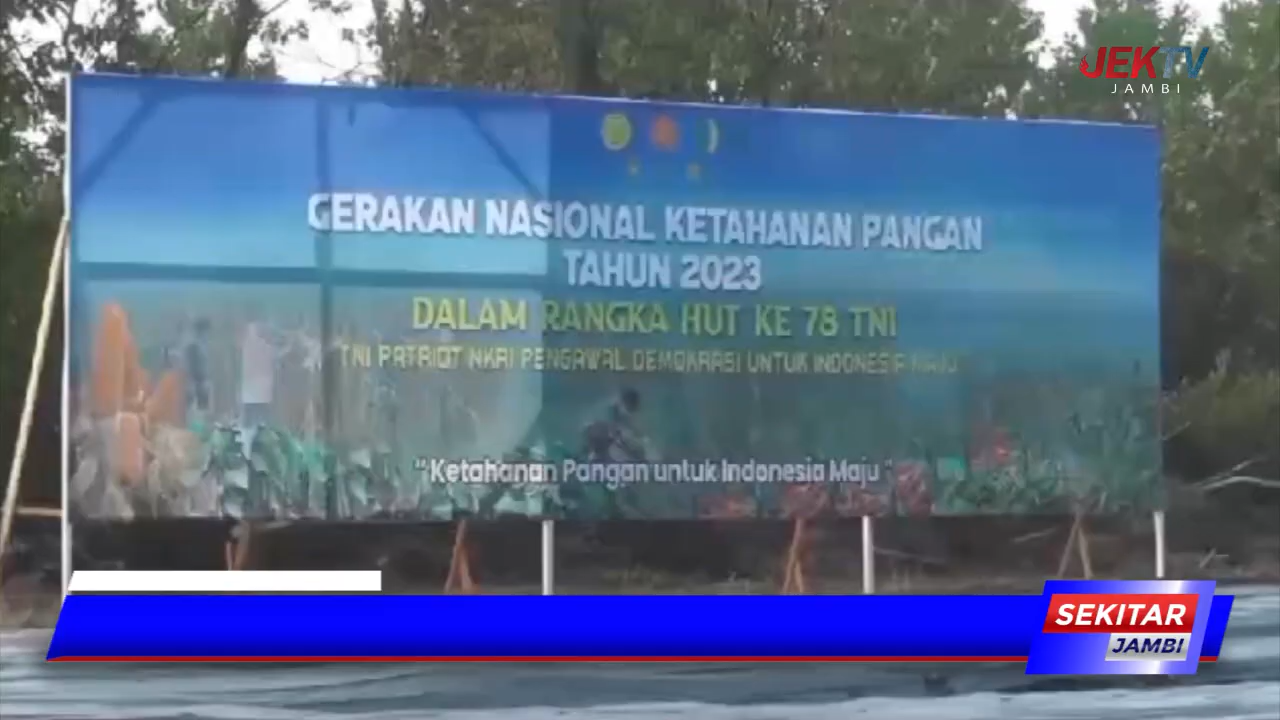 JEKTV
JAMBI
GERAKAN NASIONAL KETAHANAN PANGAN
TAHUN 2023
DALAM RANGKA HUT KE 78 TNI
TNI PATRIOT NKRI PENGAWAL DEMOKRASI UNTUK INDONESIA MAJU
"Ketahanan Pangan untuk Indonesia Maju"
SEKITAR
JAMBI